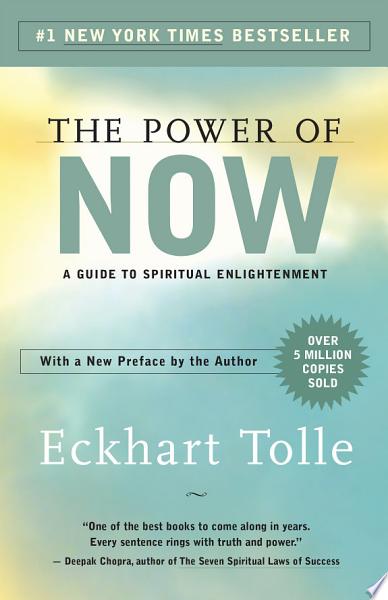 #1 NEW YORK TIMES BESTSELLER
THE POWER OF
NOW
A GUIDE TO SPIRITUAL ENLIGHTENMENT
With a New Preface by the Author
OVER
5 MILLION
COPIES
SOLD
Eckhart Tolle
“One of the best books to come along in years.
Every sentence rings with truth and power.”
— Deepak Chopra, author of The Seven Spiritual Laws of Success